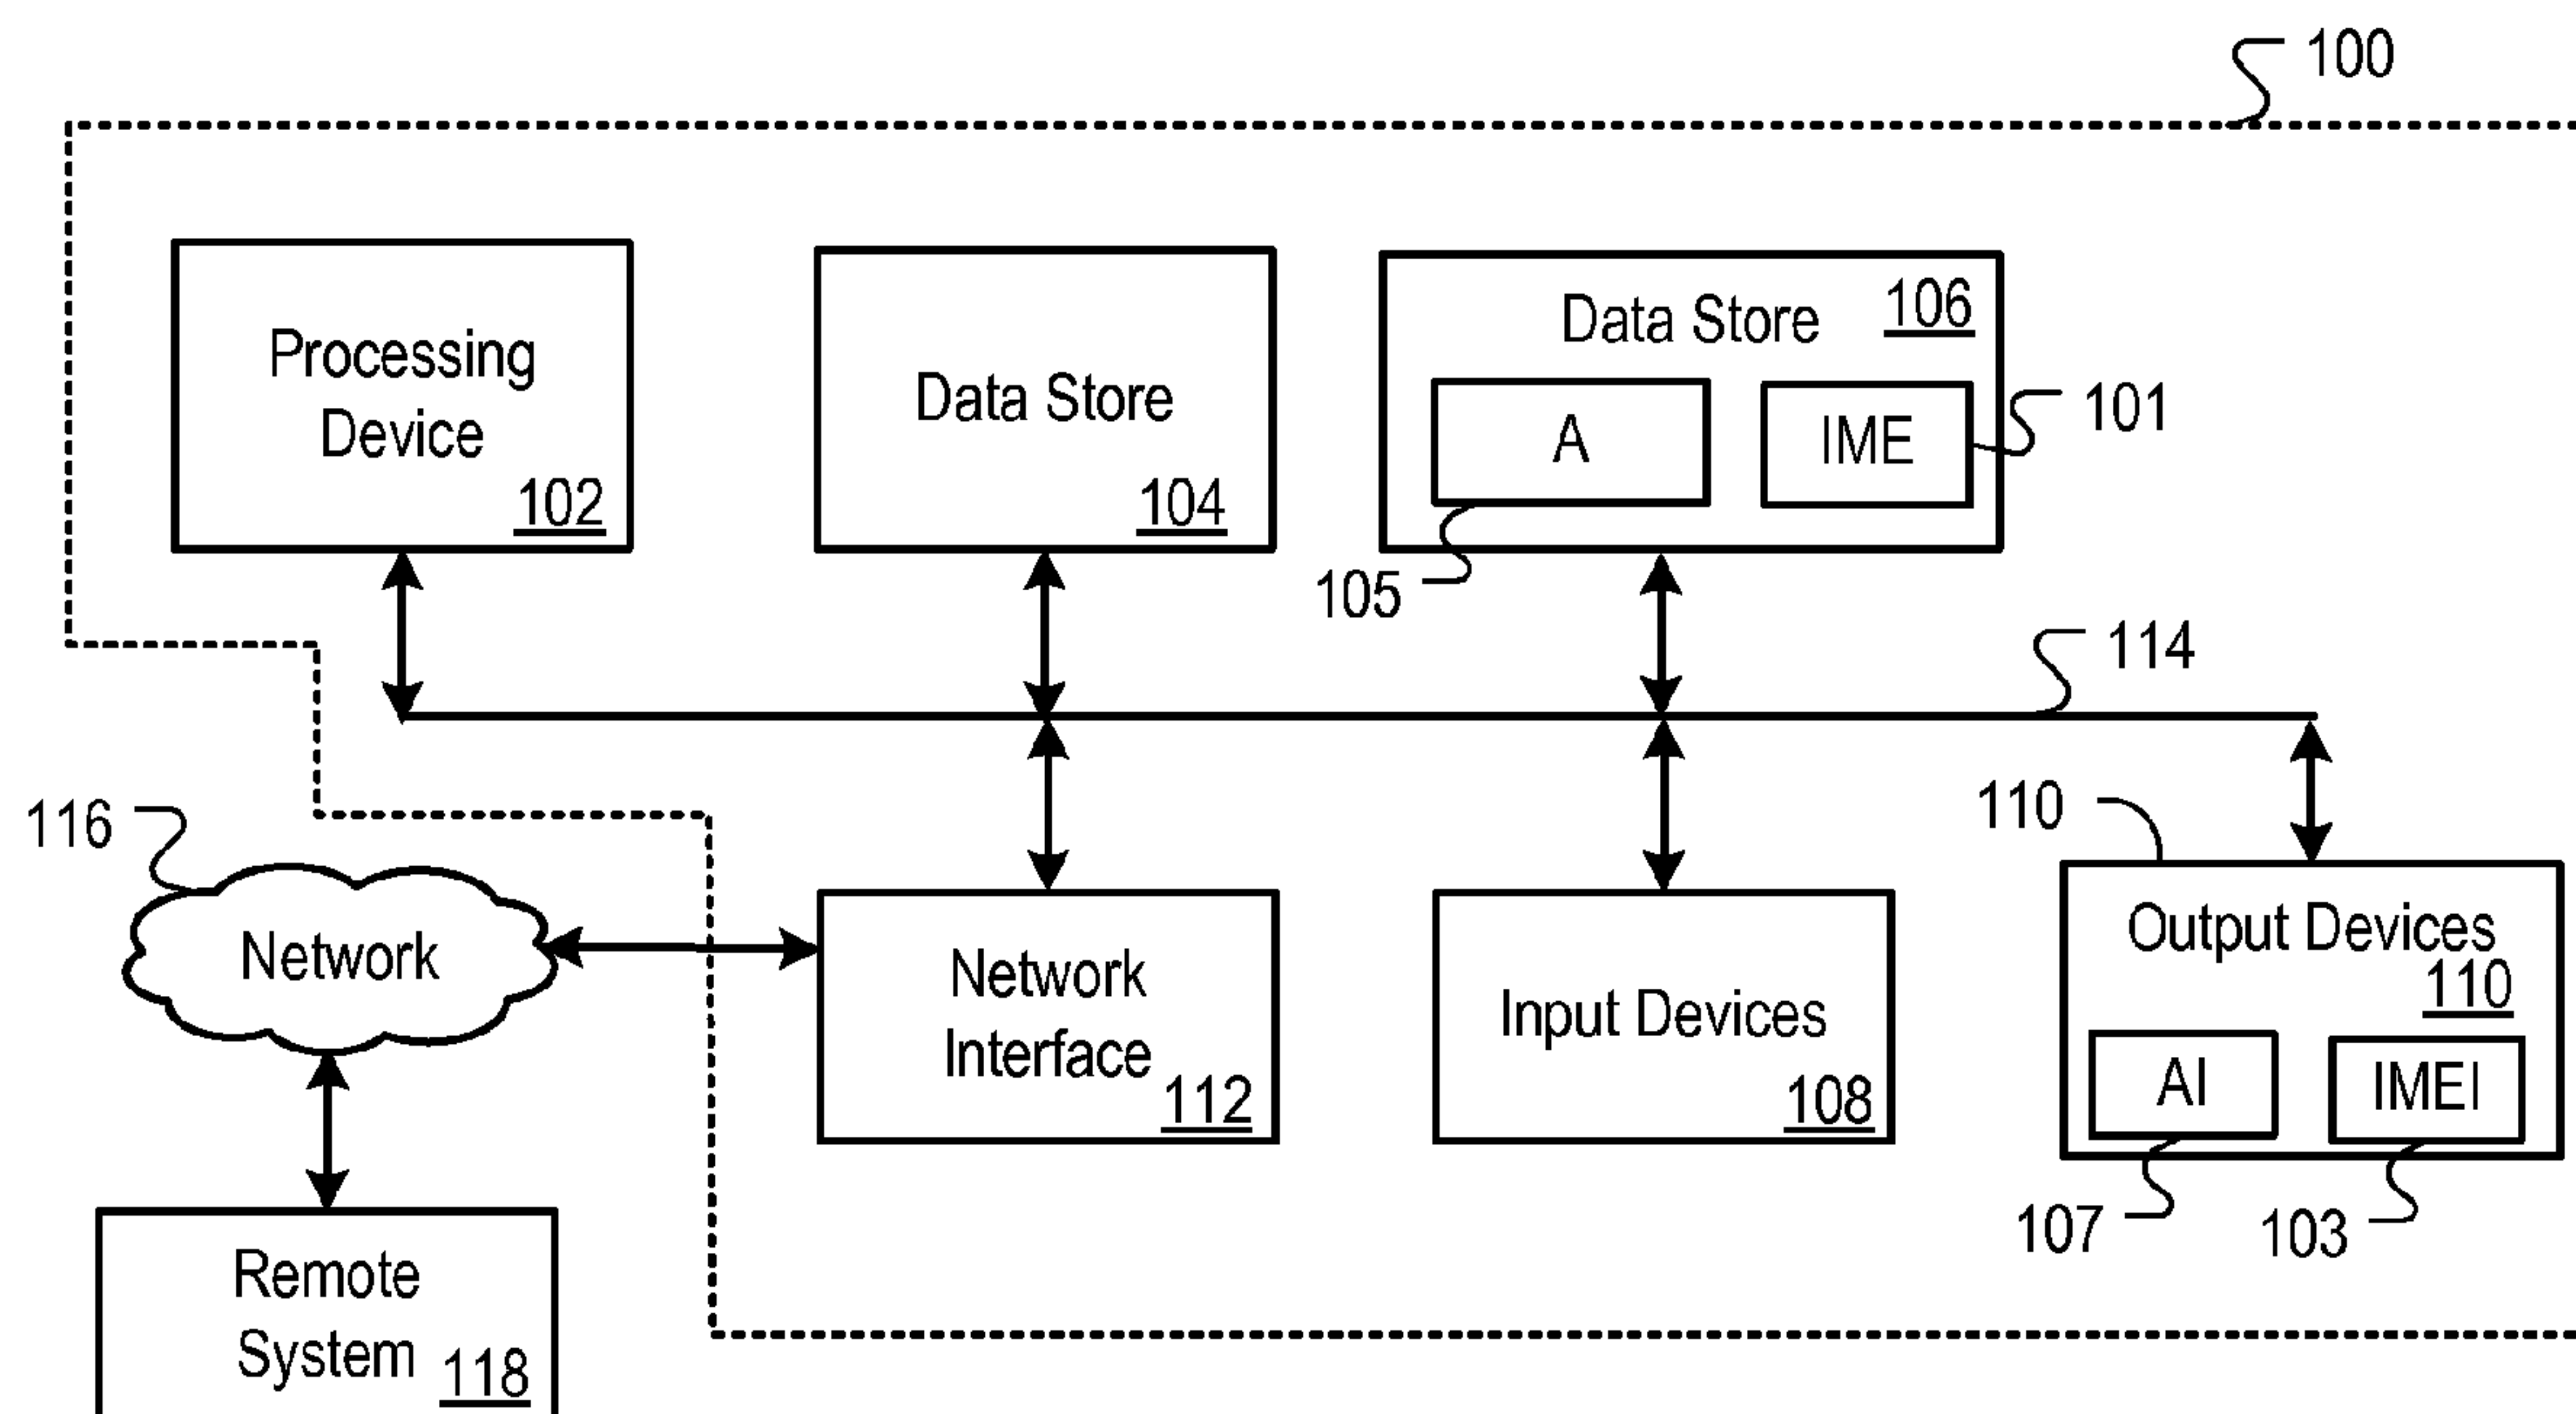 100
Processing
Device
102
Data Store
104
Data Store
106
A
IME
101
105
114
116
Network
Network
Interface
112
Input Devices
108
110
Output Devices
110
AI
IMEI
107
103
Remote
System
118